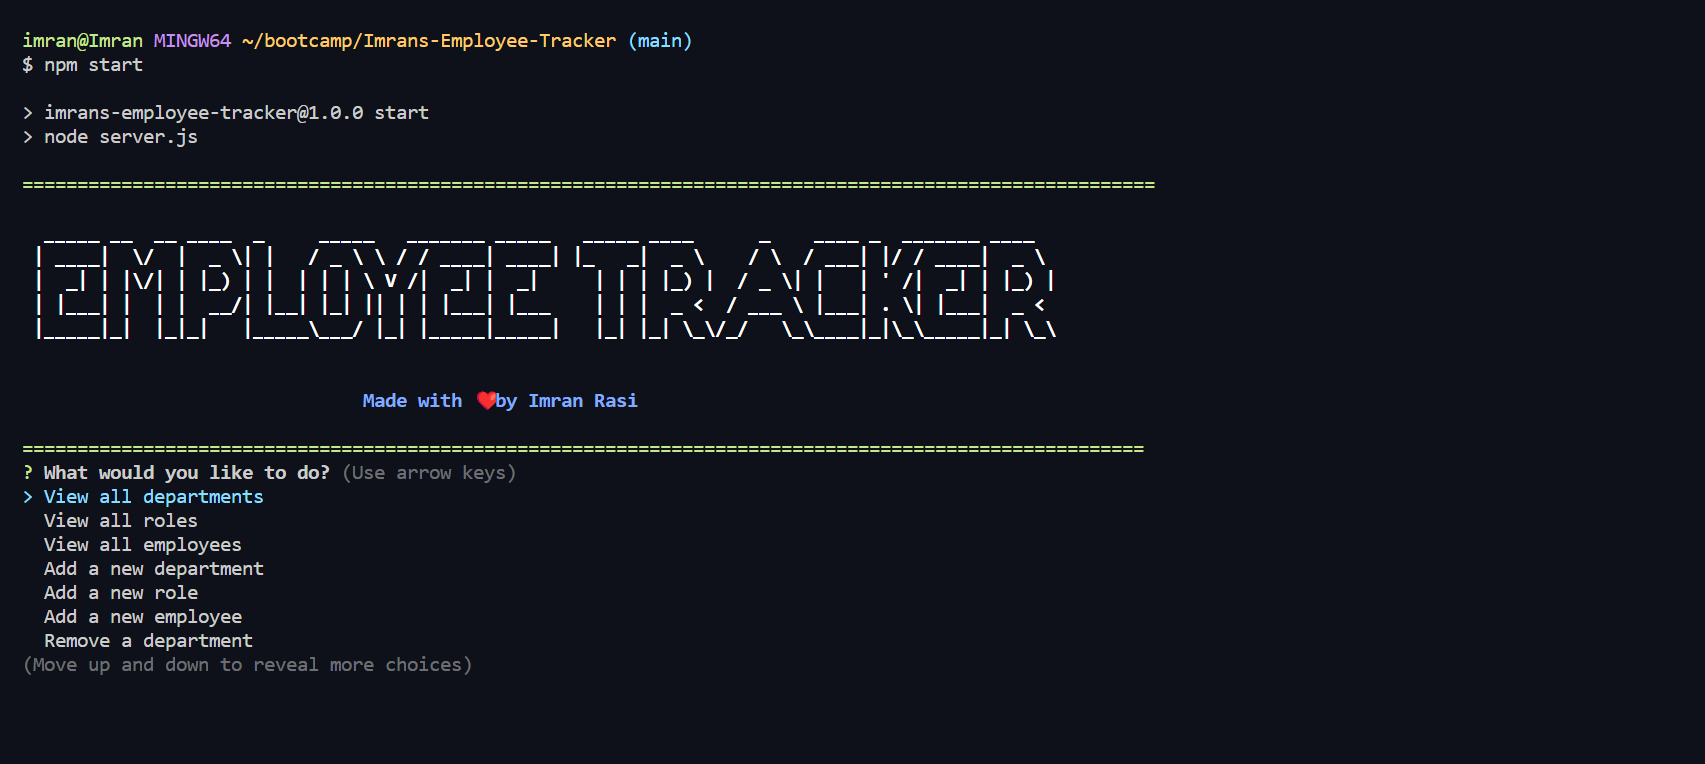 imran@Imran MINGW64 ~/bootcamp/Imrans-Employee-Tracker (main)
$ npm start
> imrans-employee-tracker@1.0.0 start
> node server.js
=======================================================================================================
EMPLOYEE TRACKER
Made with ❤️by Imran Rasi
======================================================================================================
? What would you like to do? (Use arrow keys)
> View all departments
View all roles
View all employees
Add a new department
Add a new role
Add a new employee
Remove a department
(Move up and down to reveal more choices)